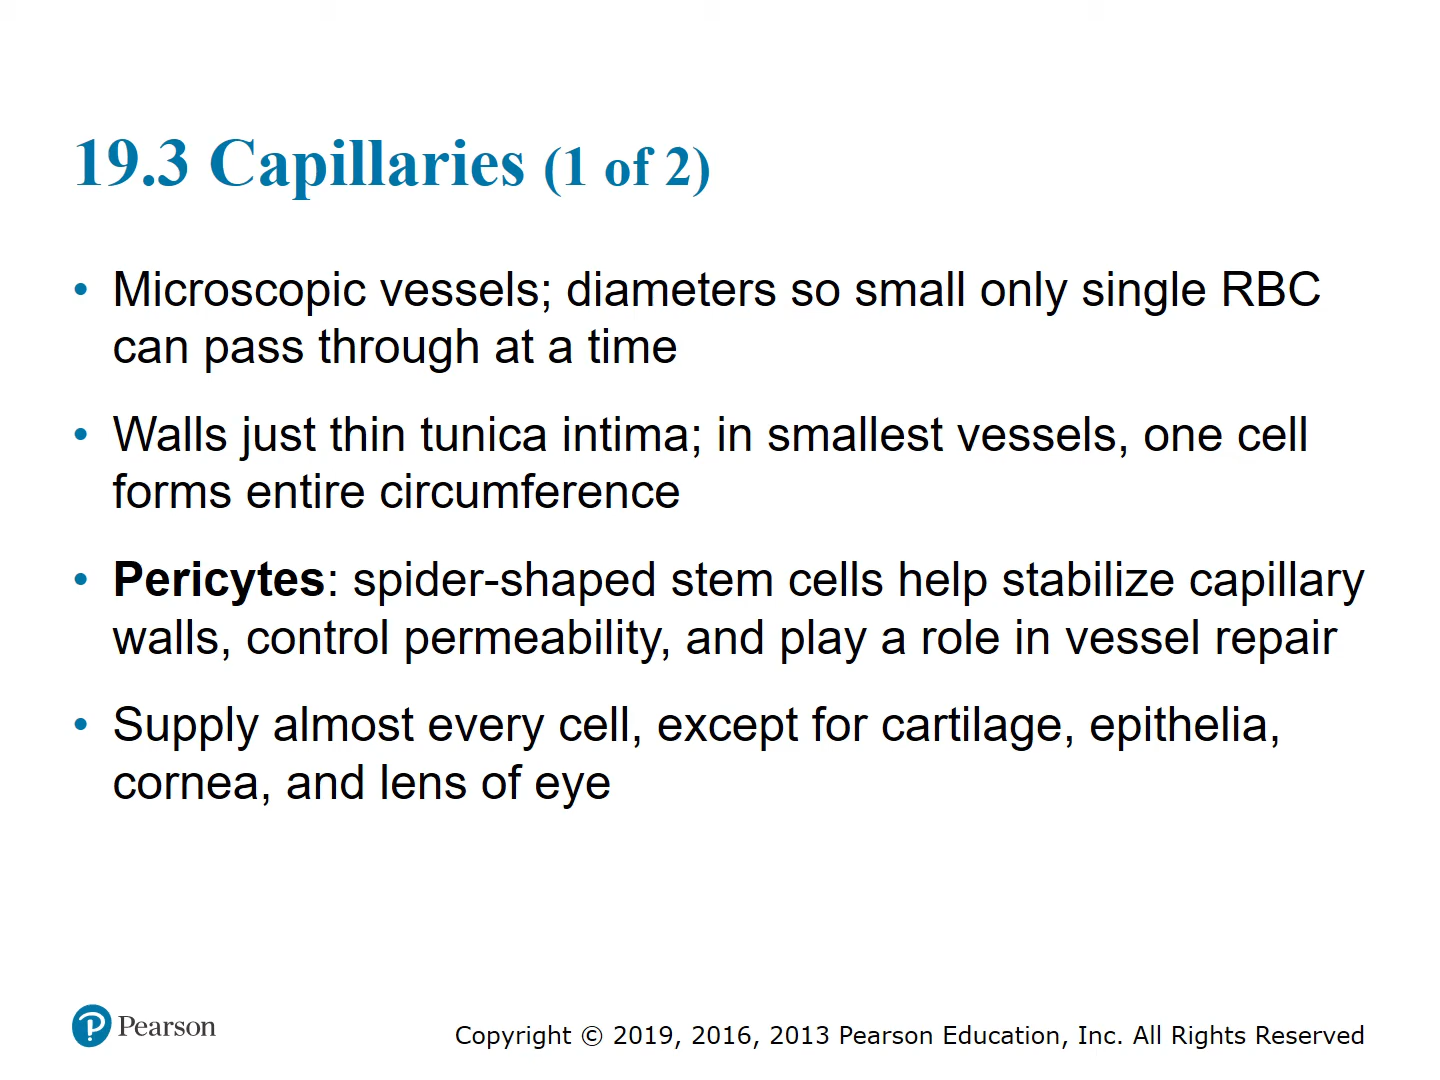 19.3 Capillaries (1 of 2)
• Microscopic vessels; diameters so small only single RBC
can pass through at a time
• Walls just thin tunica intima; in smallest vessels, one cell
forms entire circumference
• Pericytes: spider-shaped stem cells help stabilize capillary
walls, control permeability, and play a role in vessel repair
• Supply almost every cell, except for cartilage, epithelia,
cornea, and lens of eye
Pearson
Copyright © 2019, 2016, 2013 Pearson Education, Inc. All Rights Reserved